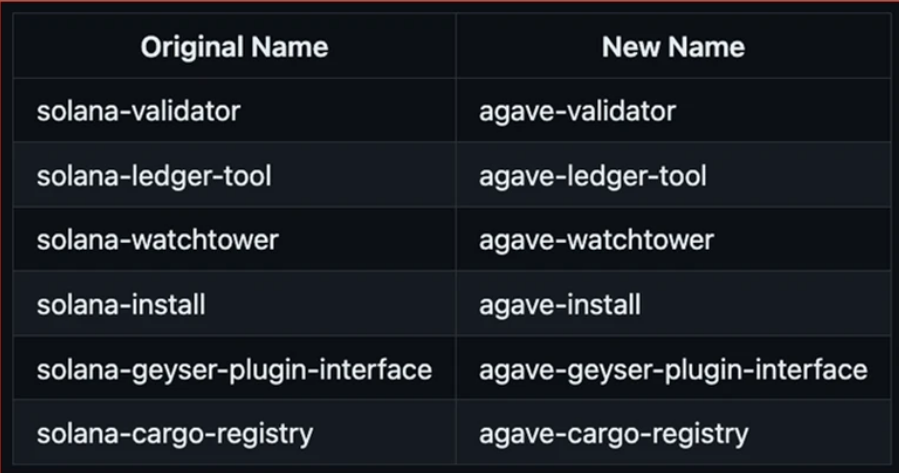 Original Name New Name
solana-validator agave-validator
solana-ledger-tool agave-ledger-tool
solana-watchtower agave-watchtower
solana-install agave-install
solana-geyser-plugin-interface agave-geyser-plugin-interface
solana-cargo-registry agave-cargo-registry